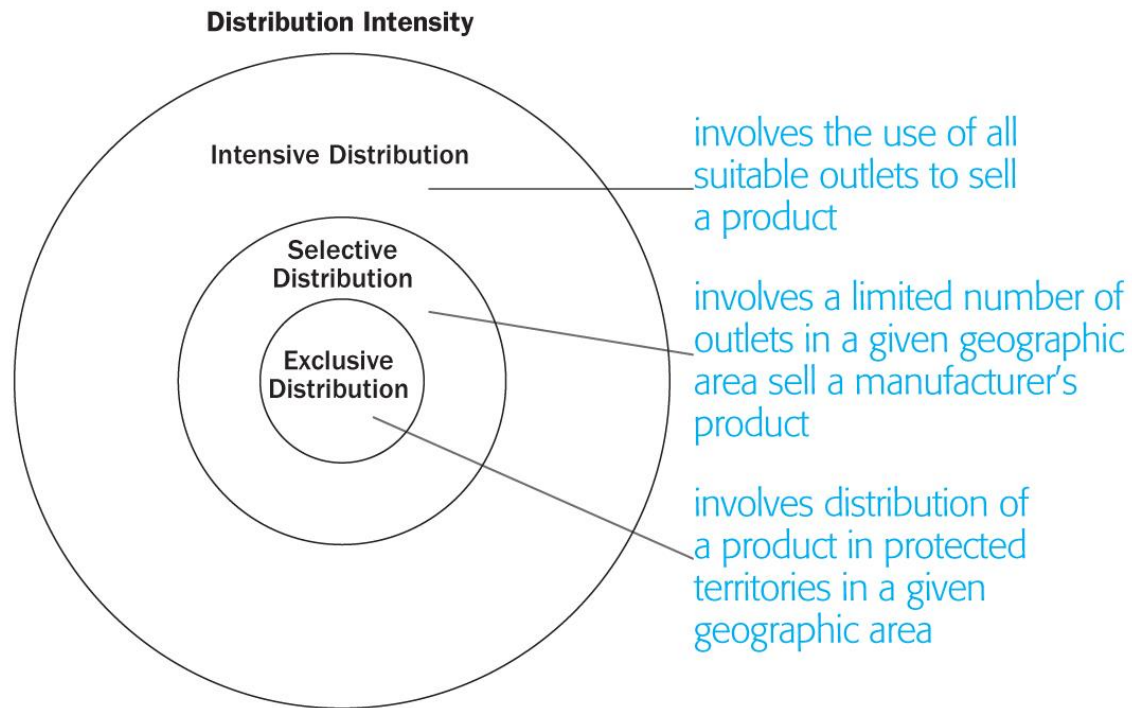 Distribution Intensity
Intensive Distribution
involves the use of all
suitable outlets to sell
a product
Selective
Distribution
involves a limited number of
outlets in a given geographic
area sell a manufacturer's
product
Exclusive
Distribution
involves distribution of
a product in protected
territories in a given
geographic area